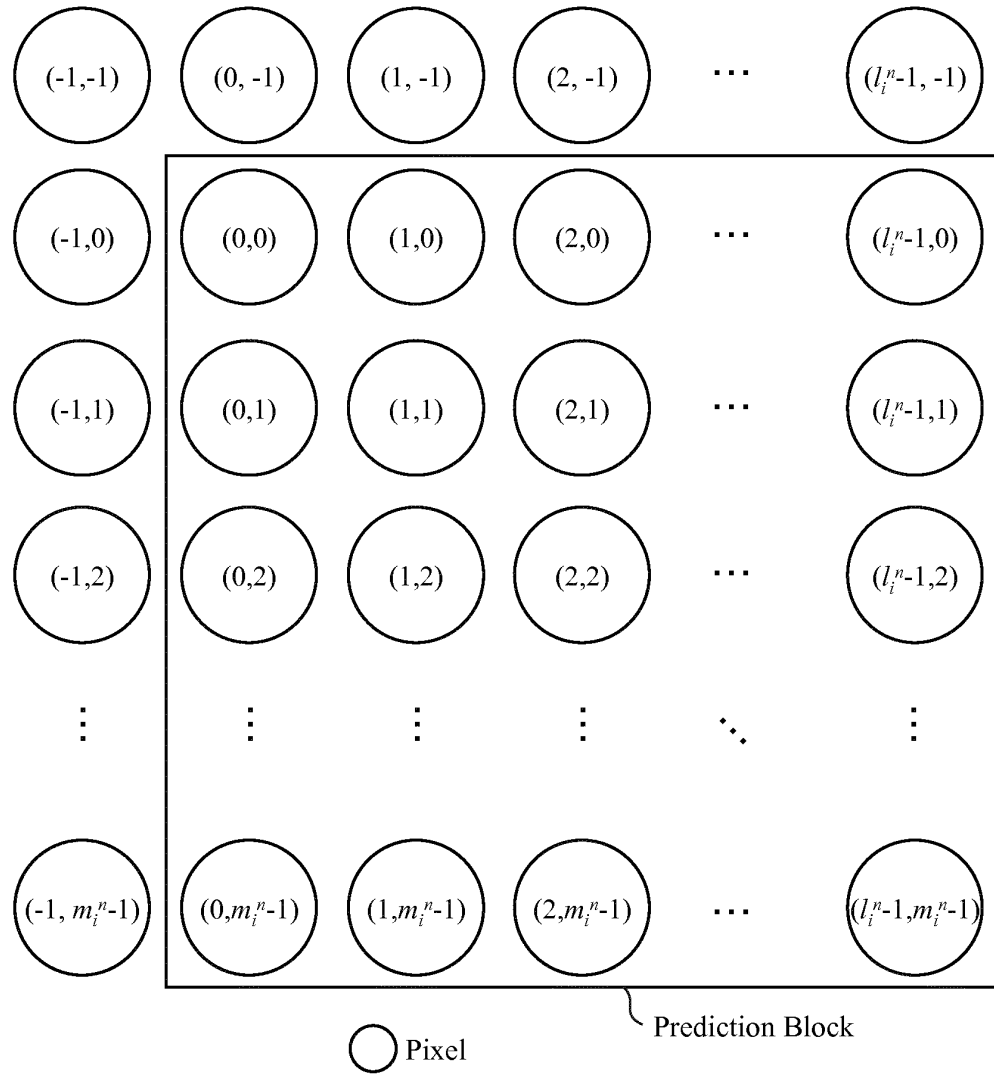 (-1,-1) (0, -1) (1, -1) (2, -1) ... (l_i^n-1, -1)
(-1,0) (0,0) (1,0) (2,0) ... (l_i^n-1,0)
(-1,1) (0,1) (1,1) (2,1) ... (l_i^n-1,1)
(-1,2) (0,2) (1,2) (2,2) ... (l_i^n-1,2)
⋮ ⋮ ⋮ ⋮ ⋱ ⋮
(-1, m_i^n-1) (0,m_i^n-1) (1,m_i^n-1) (2,m_i^n-1) ... (l_i^n-1,m_i^n-1)
Prediction Block
Pixel